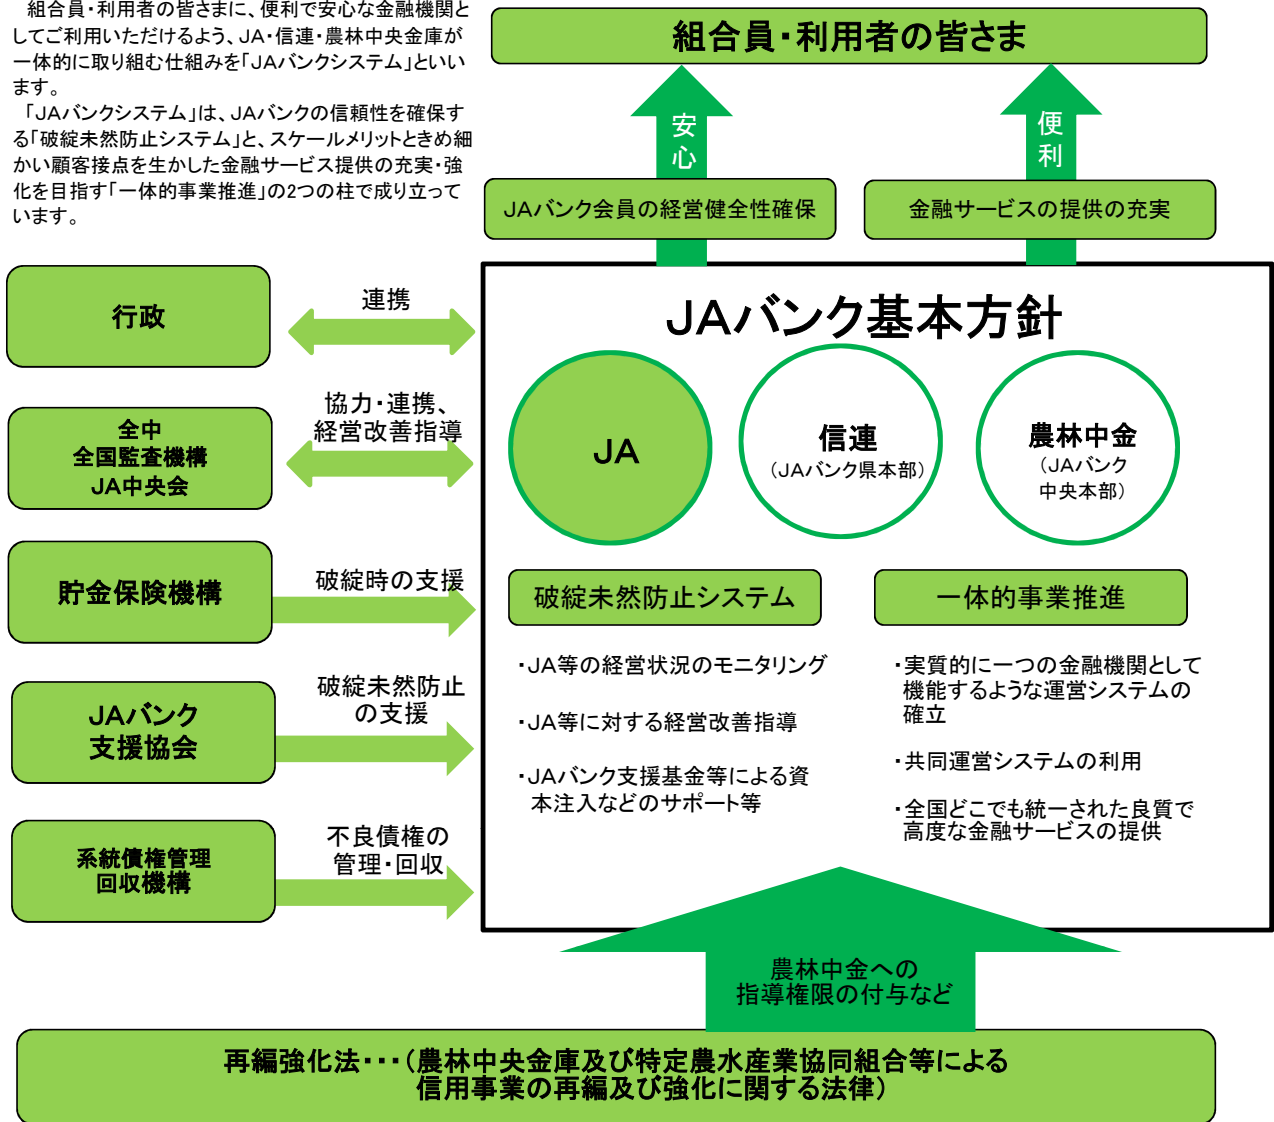 組合員・利用者の皆さまに、便利で安心な金融機関と
してご利用いただけるよう、JA・信連・農林中央金庫が
一体的に取り組む仕組みを「JAバンクシステム」といい
ます。
「JAバンクシステム」は、JAバンクの信頼性を確保す
る「破綻未然防止システム」と、スケールメリットときめ細
かい顧客接点を生かした金融サービス提供の充実・強
化を目指す「一体的事業推進」の2つの柱で成り立って
います。
組合員・利用者の皆さま
安心
便利
JAバンク会員の経営健全性確保
金融サービスの提供の充実
行政
連携
全中
全国監査機構
JA中央会
協力・連携、
経営改善指導
貯金保険機構
破綻時の支援
JAバンク
支援協会
破綻未然防止
の支援
系統債権管理
回収機構
不良債権の
管理・回収
JAバンク基本方針
JA
信連
（JAバンク県本部）
農林中金
（JAバンク
中央本部）
破綻未然防止システム
・JA等の経営状況のモニタリング
・JA等に対する経営改善指導
・JAバンク支援基金等による資
本注入などのサポート等
一体的事業推進
・実質的に一つの金融機関として
機能するような運営システムの
確立
・共同運営システムの利用
・全国どこでも統一された良質で
高度な金融サービスの提供
農林中金への
指導権限の付与など
再編強化法・・・（農林中央金庫及び特定農水産業協同組合等による
信用事業の再編及び強化に関する法律）